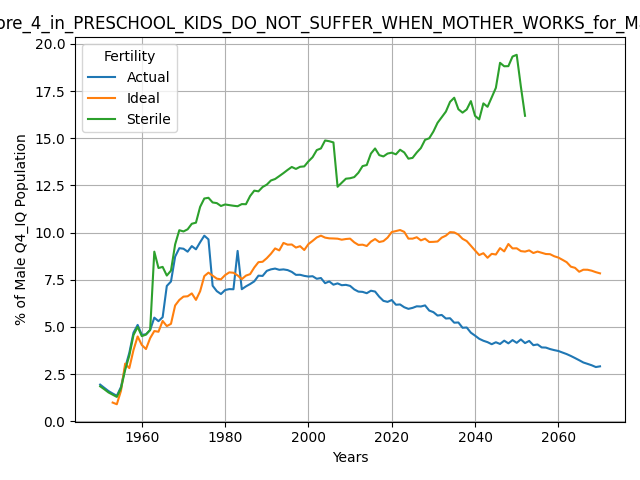 ore_4_in_PRESCHOOL_KIDS_DO_NOT_SUFFER_WHEN_MOTHER_WORKS_for_Ma
Fertility
Actual
Ideal
Sterile
% of Male Q4_IQ Population
20.0
17.5
15.0
12.5
10.0
7.5
5.0
2.5
0.0
1960 1980 2000 2020 2040 2060
Years